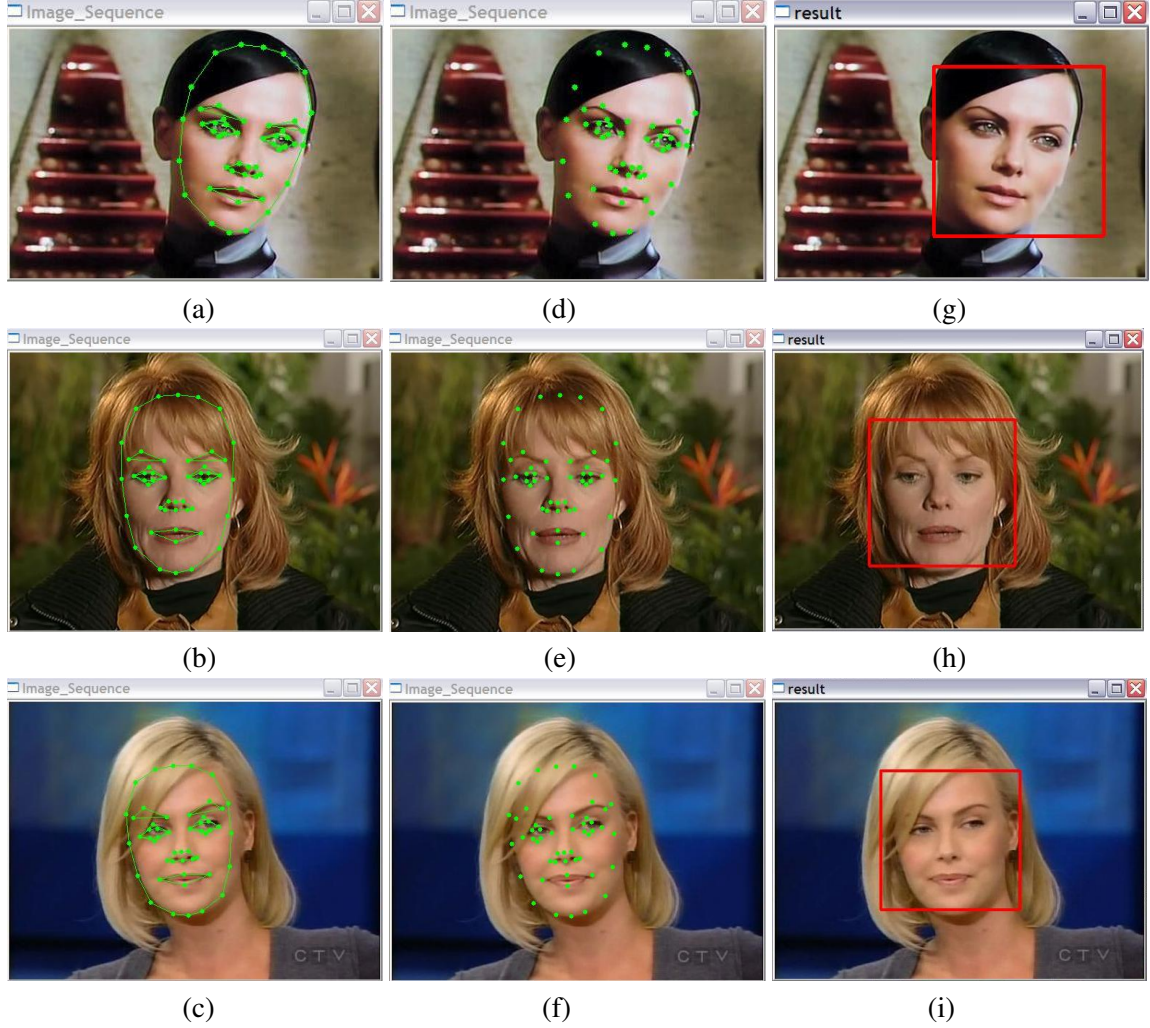 Image_Sequence
Image_Sequence
result
(a)
(d)
(g)
Image_Sequence
Image_Sequence
result
(b)
(e)
(h)
Image_Sequence
Image_Sequence
result
CTV
CTV
CTV
(c)
(f)
(i)